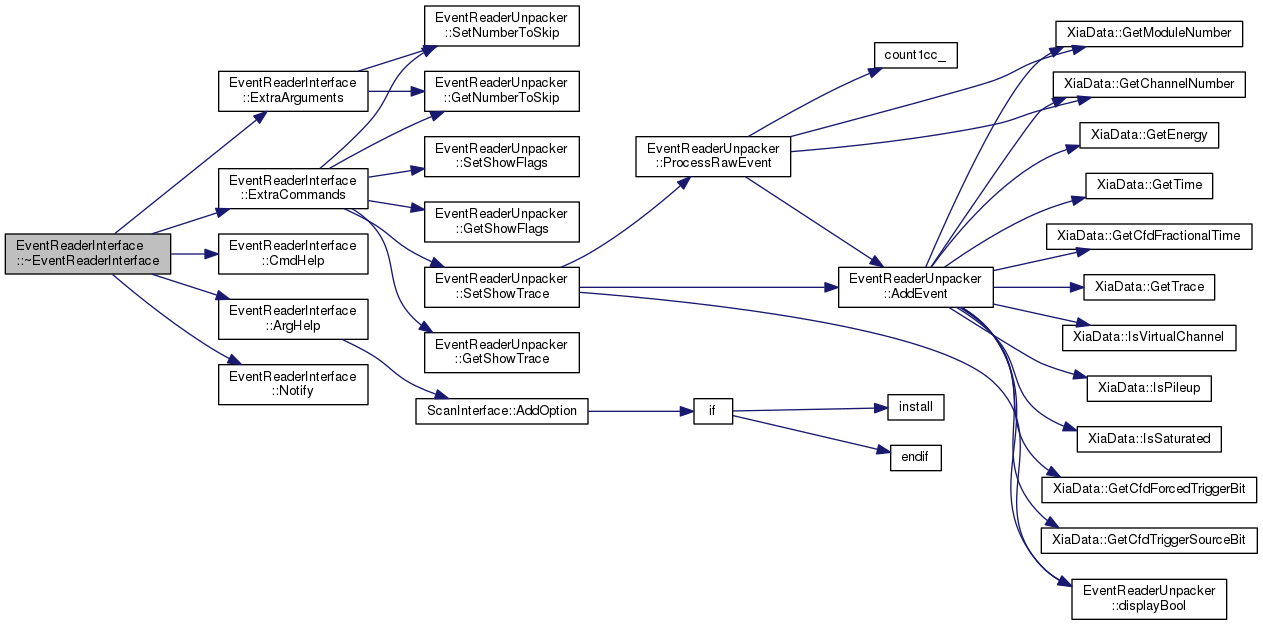 EventReaderInterface
::~EventReaderInterface
EventReaderInterface
::ExtraArguments
EventReaderInterface
::ExtraCommands
EventReaderInterface
::CmdHelp
EventReaderInterface
::ArgHelp
EventReaderInterface
::Notify
EventReaderUnpacker
::SetNumberToSkip
EventReaderUnpacker
::GetNumberToSkip
EventReaderUnpacker
::SetShowFlags
EventReaderUnpacker
::GetShowFlags
EventReaderUnpacker
::SetShowTrace
EventReaderUnpacker
::GetShowTrace
ScanInterface::AddOption
EventReaderUnpacker
::ProcessRawEvent
if
count1cc_
EventReaderUnpacker
::AddEvent
install
endif
XiaData::GetModuleNumber
XiaData::GetChannelNumber
XiaData::GetEnergy
XiaData::GetTime
XiaData::GetCfdFractionalTime
XiaData::GetTrace
XiaData::IsVirtualChannel
XiaData::IsPileup
XiaData::IsSaturated
XiaData::GetCfdForcedTriggerBit
XiaData::GetCfdTriggerSourceBit
EventReaderUnpacker
::displayBool